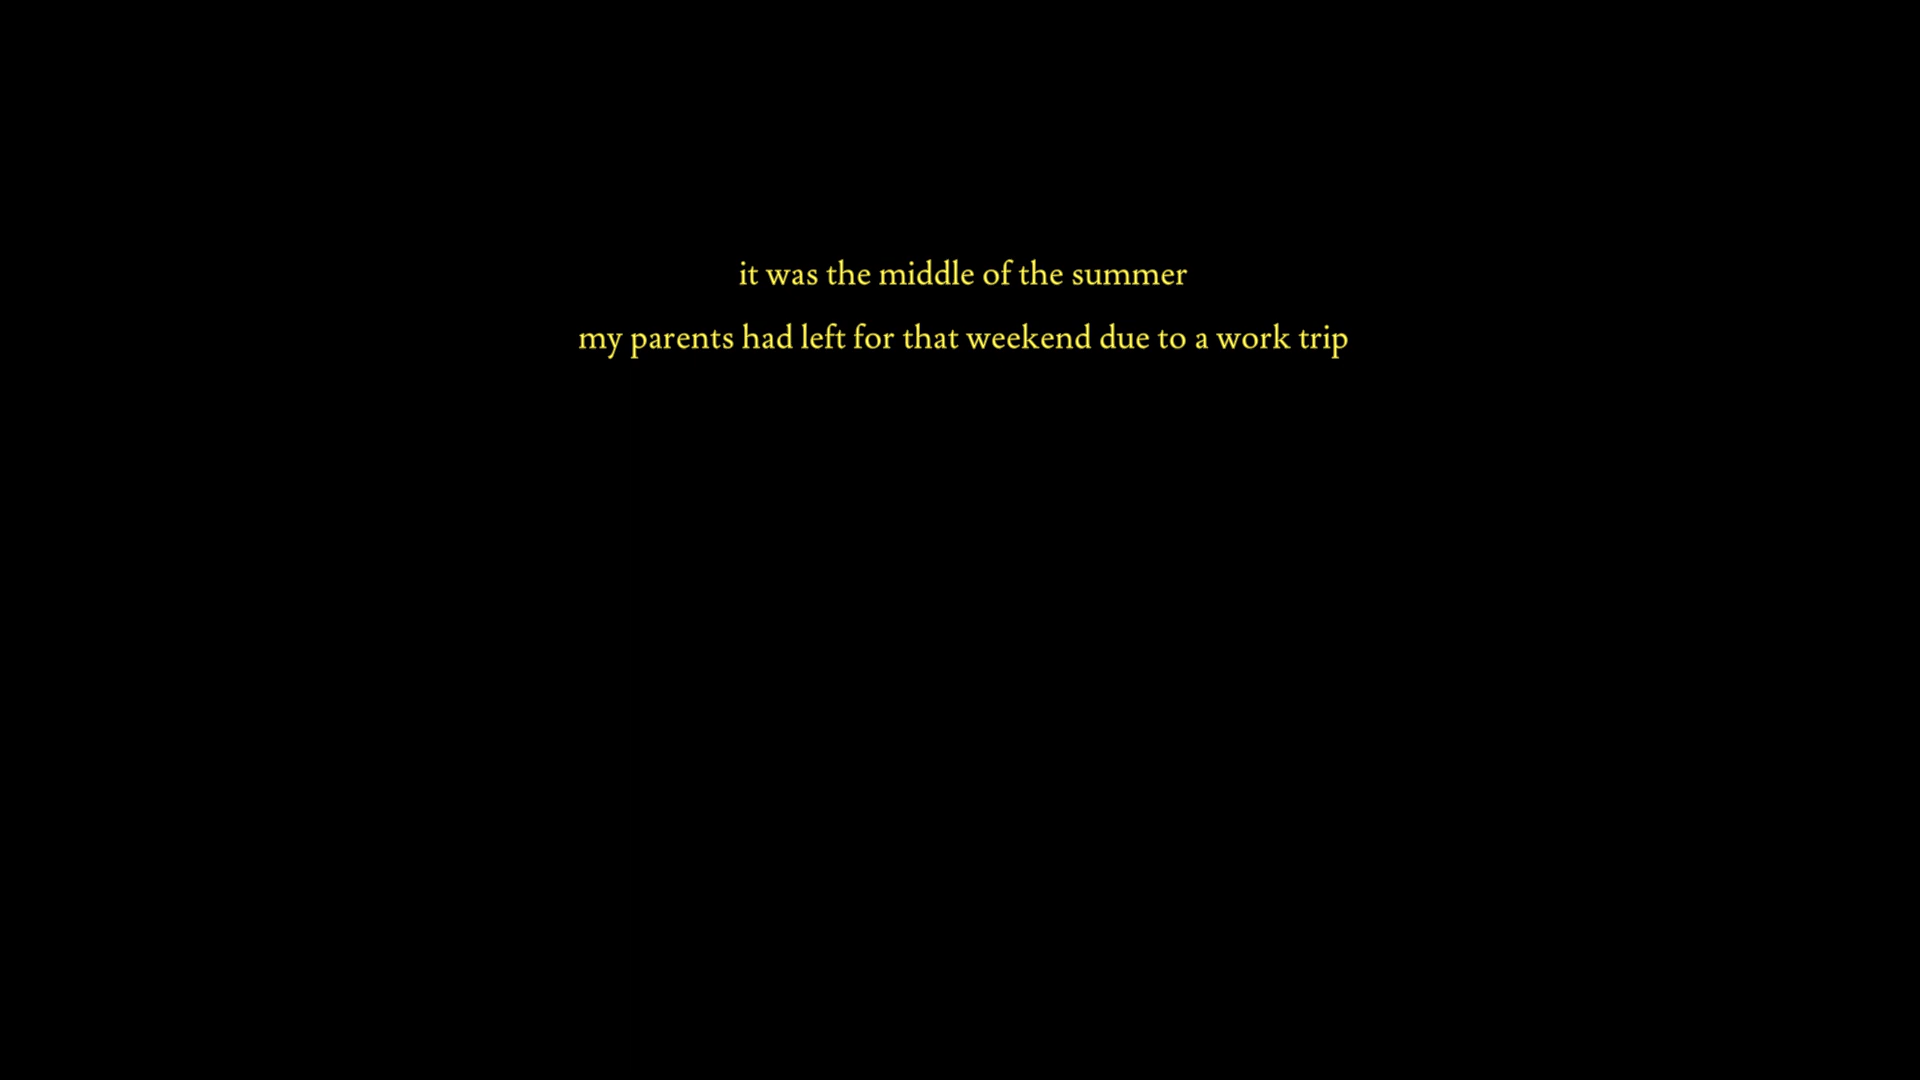 it was the middle of the summer
my parents had left for that weekend due to a work trip